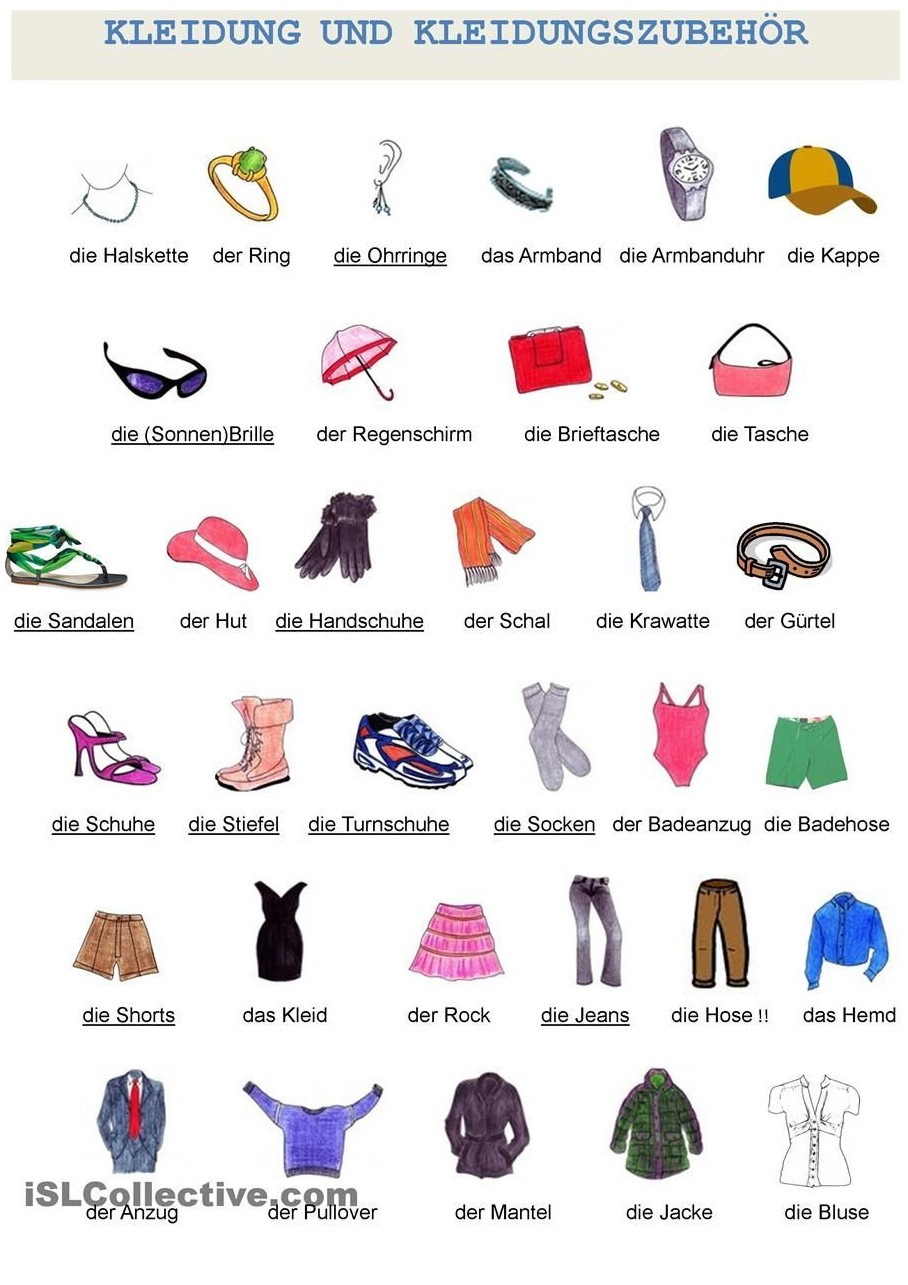 KLEIDUNG UND KLEIDUNGSZUBEHÖR
die Halskette der Ring die Ohrringe das Armband die Armbanduhr die Kappe
die (Sonnen)Brille der Regenschirm die Brieftasche die Tasche
die Sandalen der Hut die Handschuhe der Schal die Krawatte der Gürtel
die Schuhe die Stiefel die Turnschuhe die Socken der Badeanzug die Badehose
die Shorts das Kleid der Rock die Jeans die Hose !! das Hemd
iSLCollective.com
der Anzug der Pullover der Mantel die Jacke die Bluse